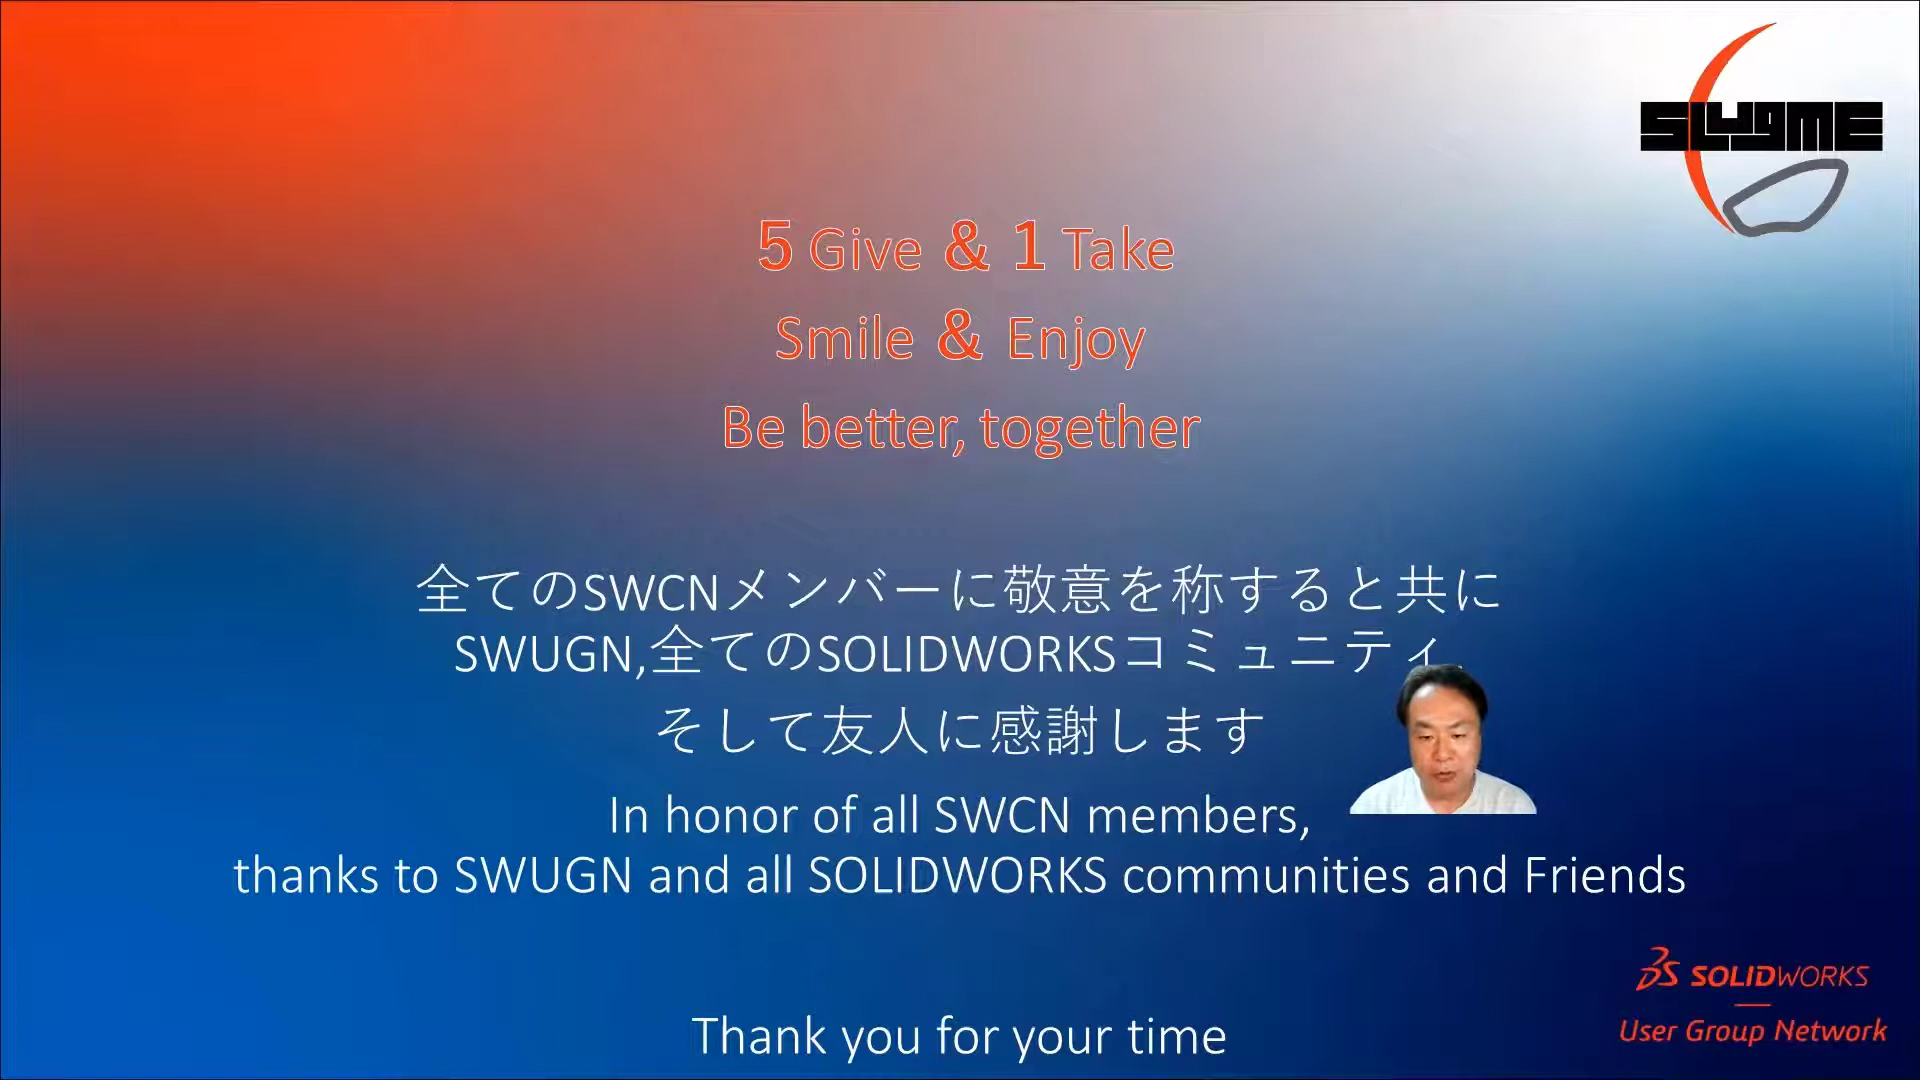 SLUGME
5 Give & 1 Take
Smile & Enjoy
Be better, together
全てのSWCNメンバーに敬意を称すると共に
SWUGN,全てのSOLIDWORKSコミュニティ
そして友人に感謝します
In honor of all SWCN members,
thanks to SWUGN and all SOLIDWORKS communities and Friends
Thank you for your time
SOLIDWORKS
User Group Network